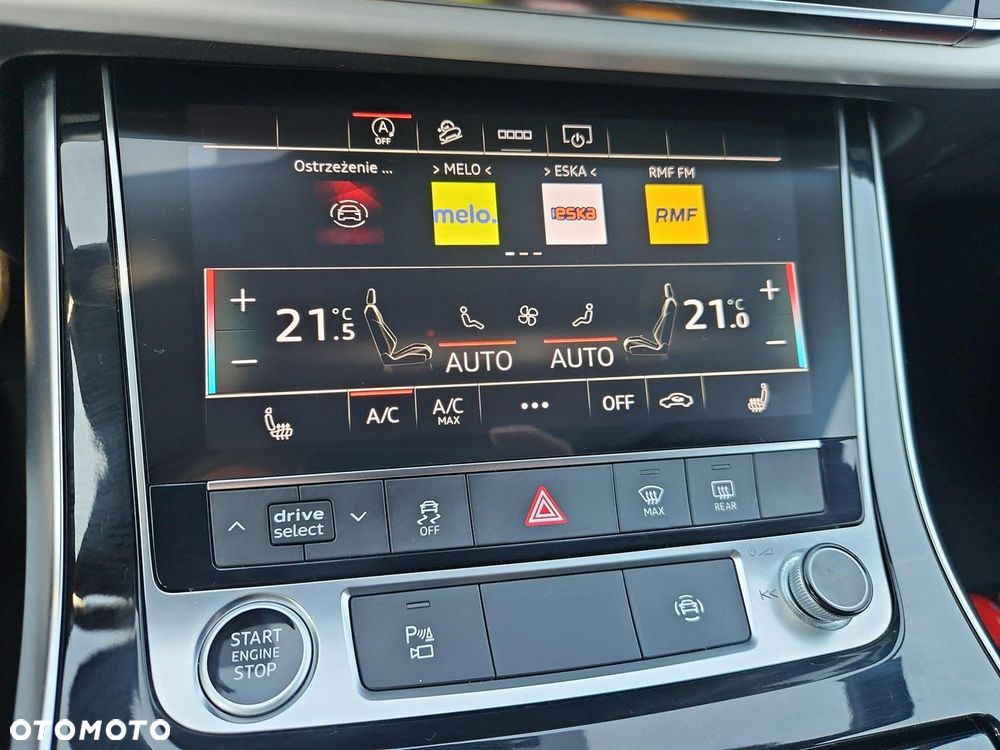 A
OFF
Ostrzeżenie ...
> MELO <
> ESKA <
RMF FM
melo.
eska
RMF
+
21.5 °C
−
AUTO
AUTO
+
21.0 °C
−
A/C
A/C
MAX
•••
OFF
drive
select
OFF
MAX
REAR
START
ENGINE
STOP
P
OTOMOTO